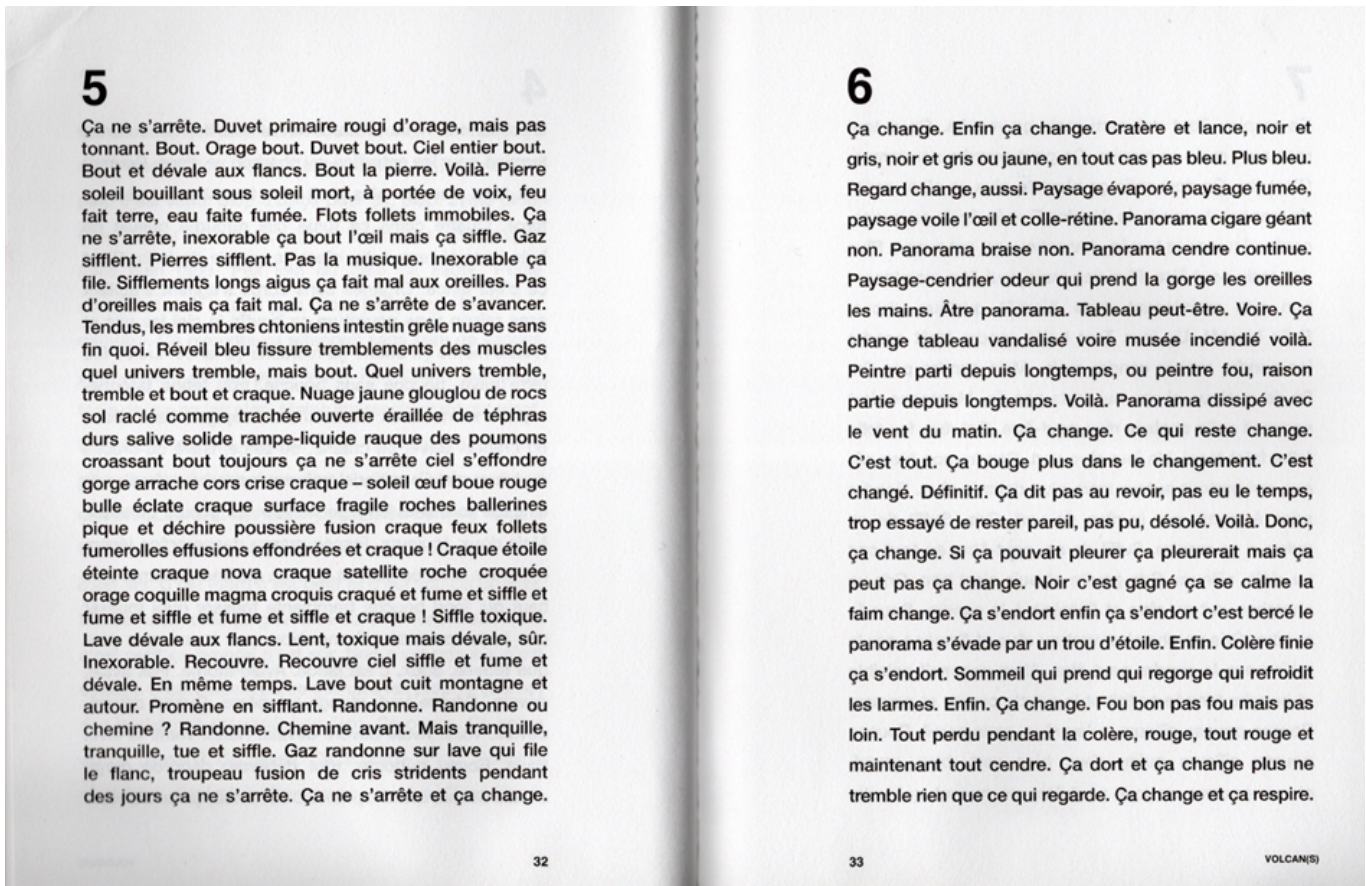 5
Ça ne s'arrête. Duvet primaire rougi d'orage, mais pas
tonnant. Bout. Orage bout. Duvet bout. Ciel entier bout.
Bout et dévale aux flancs. Bout la pierre. Voilà. Pierre
soleil bouillant sous soleil mort, à portée de voix, feu
fait terre, eau faite fumée. Flots follets immobiles. Ça
ne s'arrête, inexorable ça bout l'œil mais ça siffle. Gaz
sifflent. Pierres sifflent. Pas la musique. Inexorable ça
file. Sifflements longs aigus ça fait mal aux oreilles. Pas
d'oreilles mais ça fait mal. Ça ne s'arrête de s'avancer.
Tendus, les membres chtoniens intestin grêle nuage sans
fin quoi. Réveil bleu fissure tremblements des muscles
quel univers tremble, mais bout. Quel univers tremble,
tremble et bout et craque. Nuage jaune glouglou de rocs
sol raclé comme trachée ouverte éraillée de téphras
durs salive solide rampe-liquide rauque des poumons
croassant bout toujours ça ne s'arrête ciel s'effondre
gorge arrache cors crise craque – soleil œuf boue rouge
bulle éclate craque surface fragile roches ballerines
pique et déchire poussière fusion craque feux follets
fumerolles effusions effondrées et craque ! Craque étoile
éteinte craque nova craque satellite roche croquée
orage coquille magma croquis craqué et fume et siffle et
fume et siffle et fume et siffle et craque ! Siffle toxique.
Lave dévale aux flancs. Lent, toxique mais dévale, sûr.
Inexorable. Recouvre. Recouvre ciel siffle et fume et
dévale. En même temps. Lave bout cuit montagne et
autour. Promène en sifflant. Randonne. Randonne ou
chemine ? Randonne. Chemine avant. Mais tranquille,
tranquille, tue et siffle. Gaz randonne sur lave qui file
le flanc, troupeau fusion de cris stridents pendant
des jours ça ne s'arrête. Ça ne s'arrête et ça change.
32
6
Ça change. Enfin ça change. Cratère et lance, noir et
gris, noir et gris ou jaune, en tout cas pas bleu. Plus bleu.
Regard change, aussi. Paysage évaporé, paysage fumée,
paysage voile l'œil et colle-rétine. Panorama cigare géant
non. Panorama braise non. Panorama cendre continue.
Paysage-cendrier odeur qui prend la gorge les oreilles
les mains. Âtre panorama. Tableau peut-être. Voire. Ça
change tableau vandalisé voire musée incendié voilà.
Peintre parti depuis longtemps, ou peintre fou, raison
partie depuis longtemps. Voilà. Panorama dissipé avec
le vent du matin. Ça change. Ce qui reste change.
C'est tout. Ça bouge plus dans le changement. C'est
changé. Définitif. Ça dit pas au revoir, pas eu le temps,
trop essayé de rester pareil, pas pu, désolé. Voilà. Donc,
ça change. Si ça pouvait pleurer ça pleurerait mais ça
peut pas ça change. Noir c'est gagné ça se calme la
faim change. Ça s'endort enfin ça s'endort c'est bercé le
panorama s'évade par un trou d'étoile. Enfin. Colère finie
ça s'endort. Sommeil qui prend qui regorge qui refroidit
les larmes. Enfin. Ça change. Fou bon pas fou mais pas
loin. Tout perdu pendant la colère, rouge, tout rouge et
maintenant tout cendre. Ça dort et ça change plus ne
tremble rien que ce qui regarde. Ça change et ça respire.
33
VOLCAN(S)